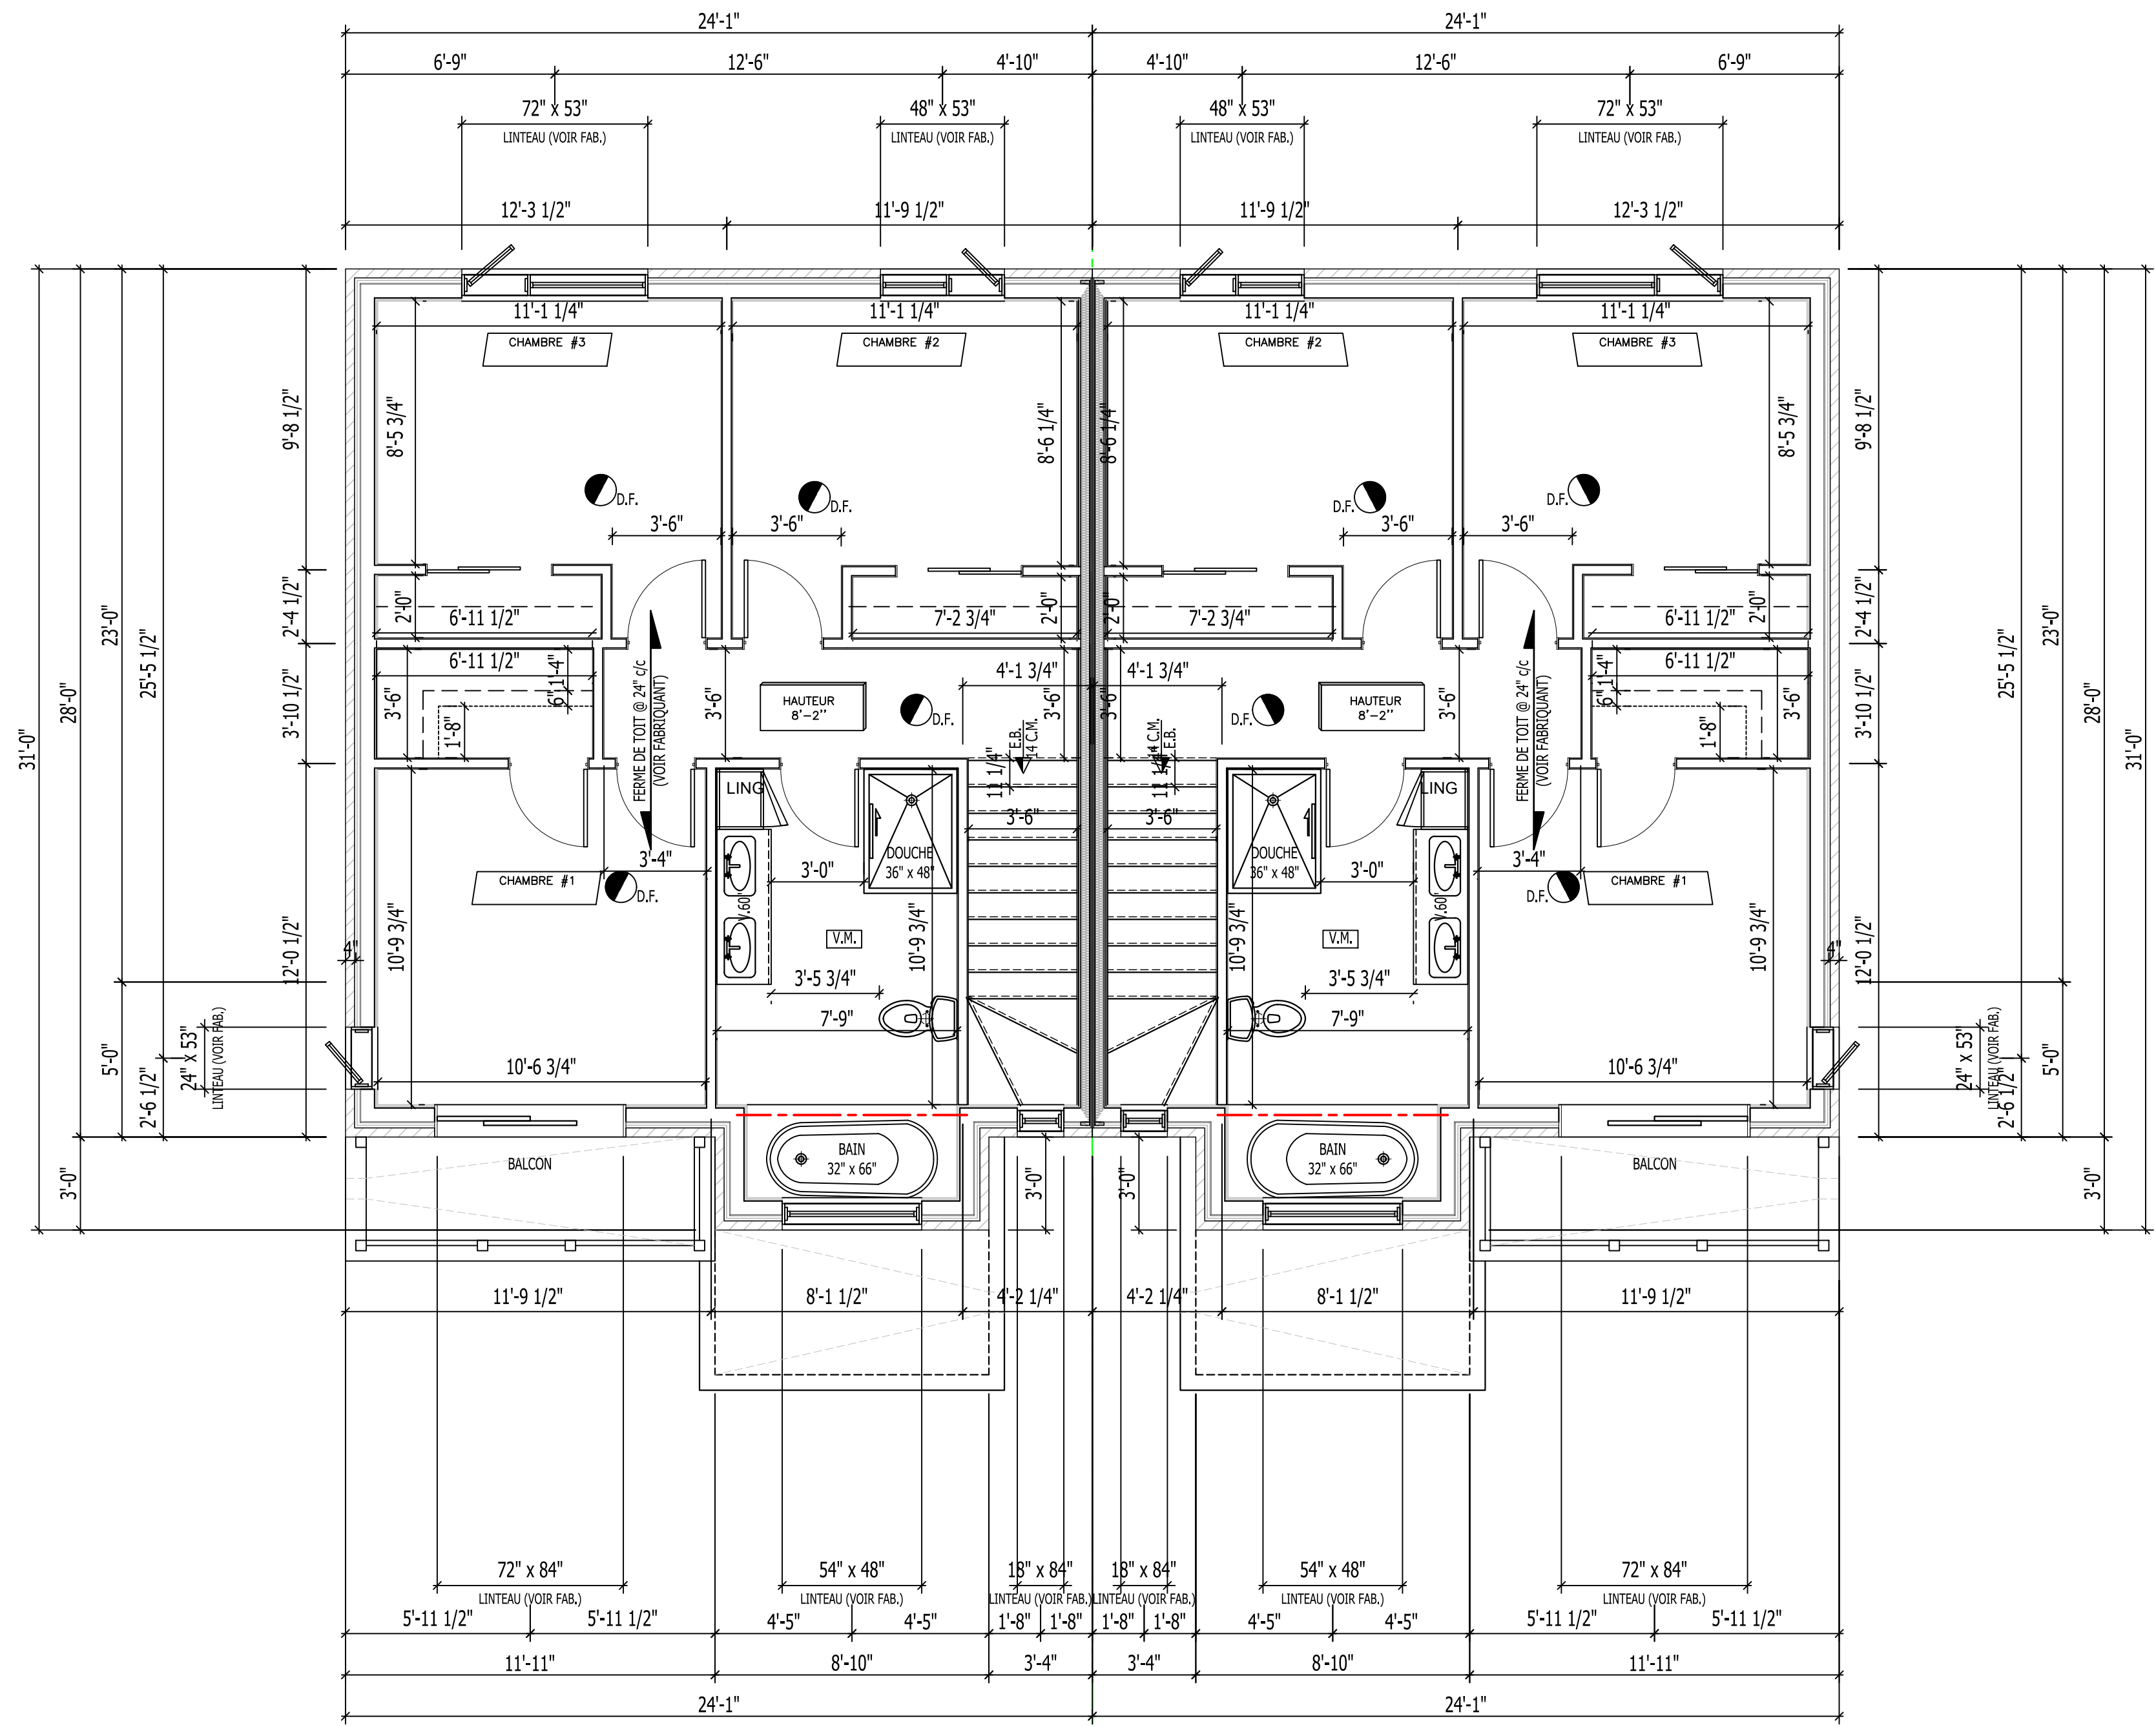 24'-1" 24'-1"
6'-9" 12'-6" 4'-10" 4'-10" 12'-6" 6'-9"
72" x 53" 48" x 53" 48" x 53" 72" x 53"
LINTEAU (VOIR FAB.) LINTEAU (VOIR FAB.) LINTEAU (VOIR FAB.) LINTEAU (VOIR FAB.)
12'-3 1/2" 11'-9 1/2" 11'-9 1/2" 12'-3 1/2"
11'-1 1/4" 11'-1 1/4" 11'-1 1/4" 11'-1 1/4"
CHAMBRE #3 CHAMBRE #2 CHAMBRE #2 CHAMBRE #3
9'-8 1/2" 8'-5 3/4" 8'-6 1/4" 8'-6 1/4" 8'-5 3/4" 9'-8 1/2"
D.F. D.F. D.F. D.F.
3'-6" 3'-6" 3'-6" 3'-6"
2'-4 1/2" 2'-0" 2'-0" 2'-0" 2'-0" 2'-4 1/2"
6'-11 1/2" 7'-2 3/4" 7'-2 3/4" 6'-11 1/2"
31'-0" 28'-0" 23'-0" 25'-5 1/2" 25'-5 1/2" 23'-0" 28'-0" 31'-0"
6'-11 1/2" 4'-1 3/4" 4'-1 3/4" 6'-11 1/2"
1'-4" 1'-4"
6" 6"
3'-10 1/2" 3'-6" 3'-6" 3'-6" 3'-6" 3'-6" 3'-6" 3'-10 1/2"
1'-8" 1'-8"
FERME DE TOIT @ 24" c/c
(VOIR FABRIQUANT)
FERME DE TOIT @ 24" c/c
(VOIR FABRIQUANT)
HAUTEUR
8'-2''
HAUTEUR
8'-2''
D.F. D.F.
E.B.
14 C.M.
E.B.
14 C.M.
11 1/4" 11 1/4"
LING LING
3'-6" 3'-6"
DOUCHE
36" x 48"
DOUCHE
36" x 48"
3'-4" 3'-0" 3'-0" 3'-4"
CHAMBRE #1 CHAMBRE #1
D.F. D.F.
V.60" V.60"
V.M. V.M.
12'-0 1/2" 10'-9 3/4" 10'-9 3/4" 10'-9 3/4" 10'-9 3/4" 12'-0 1/2"
4" 4"
3'-5 3/4" 3'-5 3/4"
7'-9" 7'-9"
10'-6 3/4" 10'-6 3/4"
5'-0" 2'-6 1/2" 24" x 53" LINTEAU (VOIR FAB.)
24" x 53" LINTEAU (VOIR FAB.) 2'-6 1/2" 5'-0"
BALCON BALCON
BAIN
32" x 66"
BAIN
32" x 66"
3'-0" 3'-0" 3'-0" 3'-0"
11'-9 1/2" 8'-1 1/2" 4'-2 1/4" 4'-2 1/4" 8'-1 1/2" 11'-9 1/2"
72" x 84" 54" x 48" 18" x 84" 18" x 84" 54" x 48" 72" x 84"
LINTEAU (VOIR FAB.) LINTEAU (VOIR FAB.) LINTEAU (VOIR FAB.) LINTEAU (VOIR FAB.) LINTEAU (VOIR FAB.) LINTEAU (VOIR FAB.)
5'-11 1/2" 5'-11 1/2" 4'-5" 4'-5" 1'-8" 1'-8" 1'-8" 1'-8" 4'-5" 4'-5" 5'-11 1/2" 5'-11 1/2"
11'-11" 8'-10" 3'-4" 3'-4" 8'-10" 11'-11"
24'-1" 24'-1"